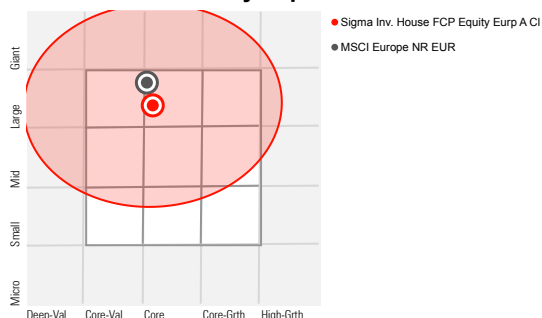 Sigma Inv. House FCP Equity Eurp A Cl
MSCI Europe NR EUR
Giant
Large
Mid
Small
Micro
Deep-Val Core-Val Core Core-Grth High-Grth